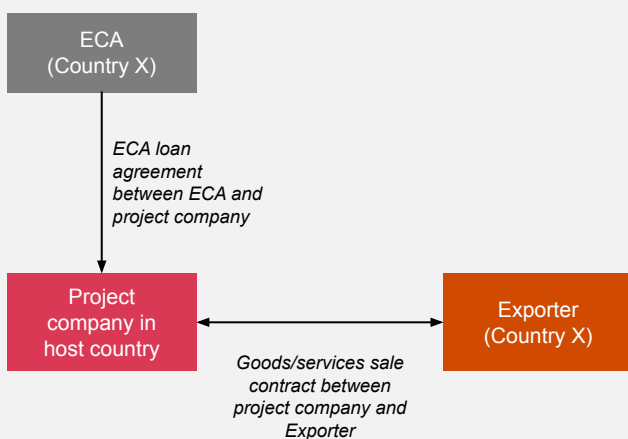 ECA
(Country X)
ECA loan
agreement
between ECA and
project company
Project
company in
host country
Exporter
(Country X)
Goods/services sale
contract between
project company and
Exporter